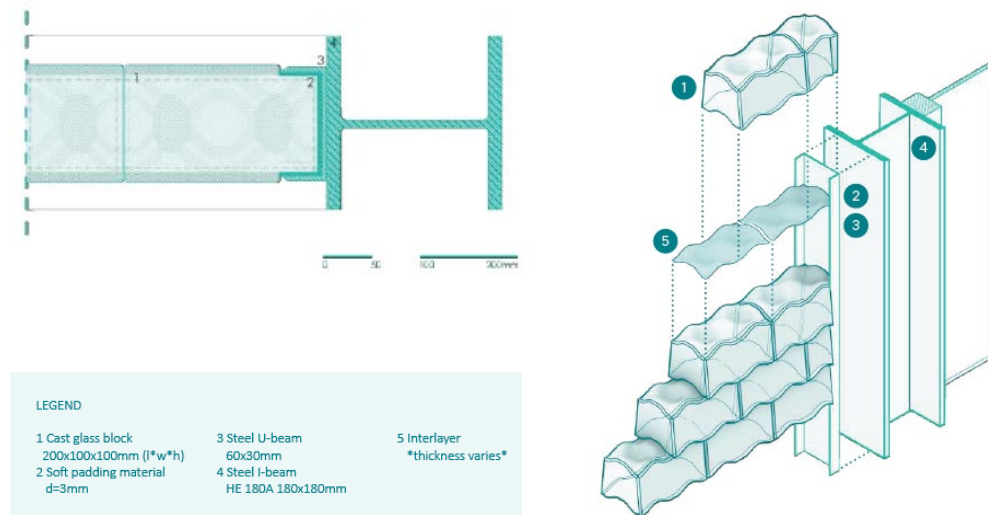 4
3
1
2
0 50 100 200mm
1
4
2
3
5
LEGEND
1 Cast glass block
200x100x100mm (l*w*h)
2 Soft padding material
d=3mm
3 Steel U-beam
60x30mm
4 Steel I-beam
HE 180A 180x180mm
5 Interlayer
*thickness varies*